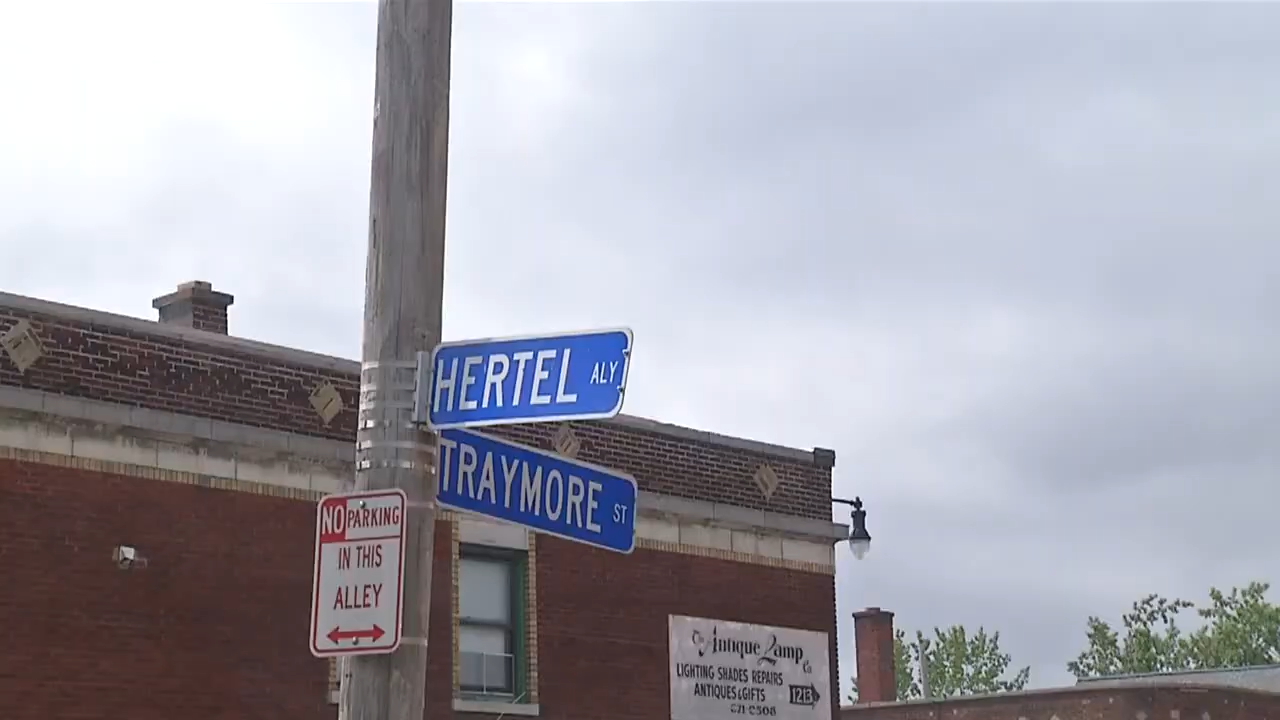 HERTEL ALY
TRAYMORE ST
NO PARKING
IN THIS
ALLEY
The Antique Lamp Co
LIGHTING SHADES REPAIRS
ANTIQUES & GIFTS
1213